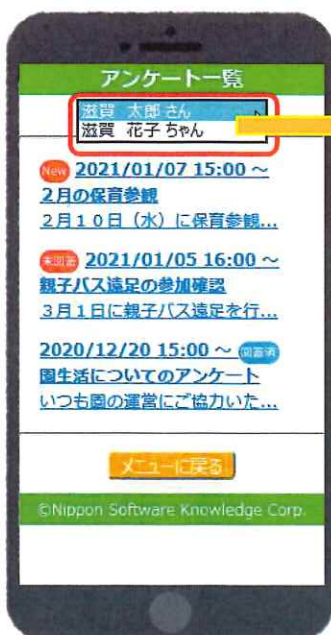 アンケート一覧
滋賀 太郎 さん
滋賀 花子 ちゃん
New 2021/01/07 15:00 ～
2月の保育参観
2月10日（水）に保育参観...
未回答 2021/01/05 16:00 ～
親子バス遠足の参加確認
3月1日に親子バス遠足を行...
2020/12/20 15:00 ～ 回答済
園生活についてのアンケート
いつも園の運営にご協力いた...
メニューに戻る
©Nippon Software Knowledge Corp.